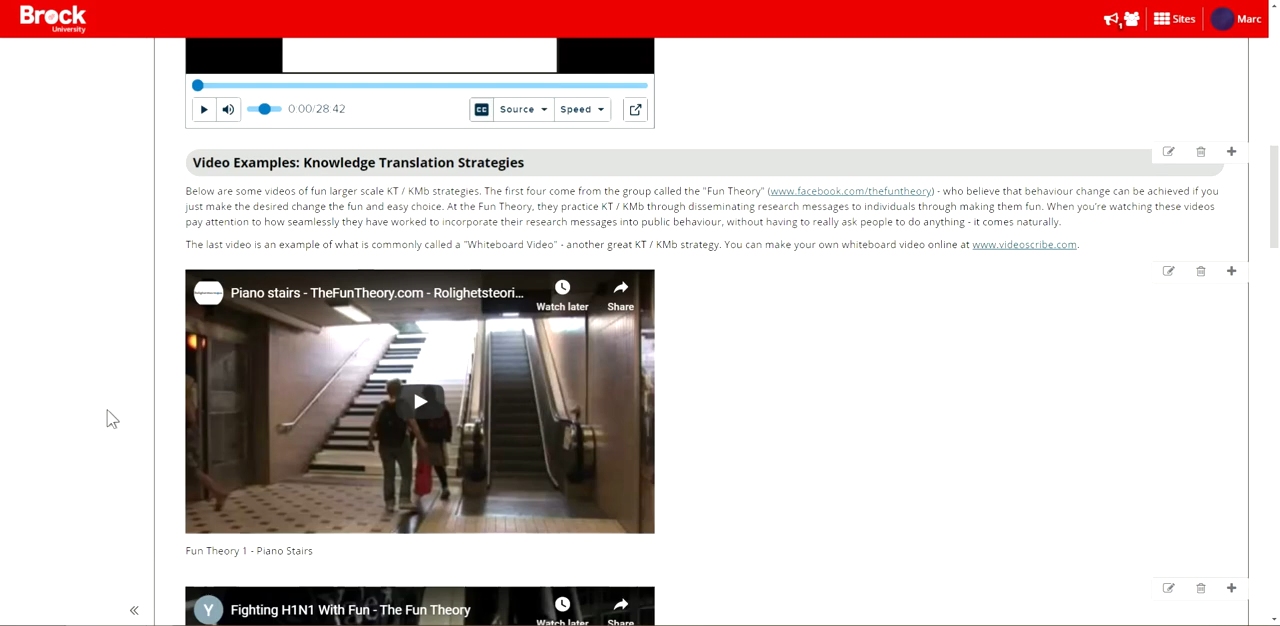 Brock
University
1
Sites
Marc
0:00/28:42
CC
Source
Speed
Video Examples: Knowledge Translation Strategies
Below are some videos of fun larger scale KT / KMb strategies. The first four come from the group called the "Fun Theory" (www.facebook.com/thefuntheory) - who believe that behaviour change can be achieved if you
just make the desired change the fun and easy choice. At the Fun Theory, they practice KT / KMb through disseminating research messages to individuals through making them fun. When you're watching these videos
pay attention to how seamlessly they have worked to incorporate their research messages into public behaviour, without having to really ask people to do anything - it comes naturally.
The last video is an example of what is commonly called a "Whiteboard Video" - another great KT / KMb strategy. You can make your own whiteboard video online at www.videoscribe.com.
Piano stairs - TheFunTheory.com - Rolighetsteori...
Watch later
Share
Fun Theory 1 - Piano Stairs
Y
Fighting H1N1 With Fun - The Fun Theory
Watch later
Share